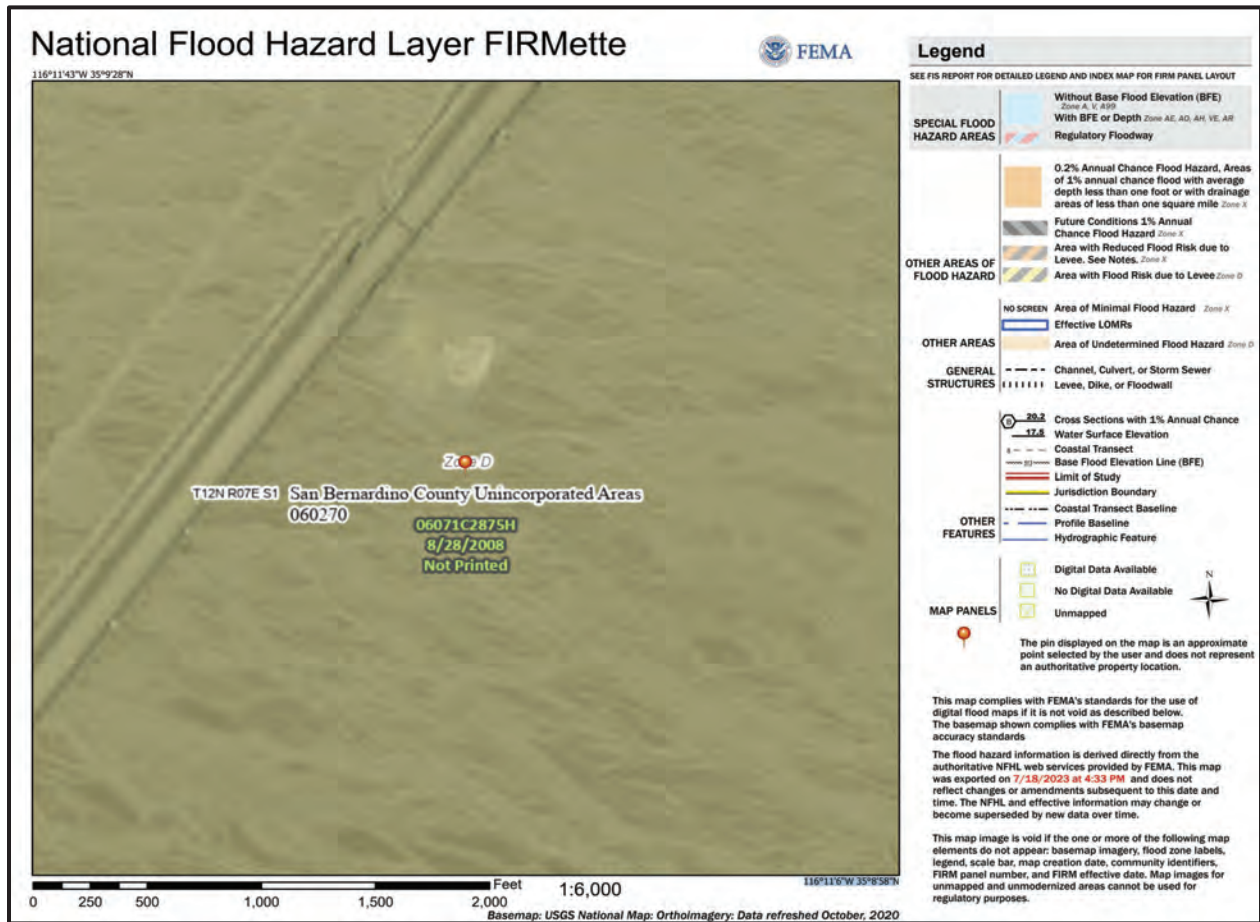 National Flood Hazard Layer FIRMette
FEMA
116°11'43"W 35°9'28"N
Zone D
T12N R07E S1
San Bernardino County Unincorporated Areas
060270
06071C2875H
8/28/2008
Not Printed
0 250 500 1,000 1,500 2,000
Feet
1:6,000
116°11'6"W 35°8'58"N
Basemap: USGS National Map: Orthoimagery: Data refreshed October, 2020
Legend
SEE FIS REPORT FOR DETAILED LEGEND AND INDEX MAP FOR FIRM PANEL LAYOUT
SPECIAL FLOOD
HAZARD AREAS
Without Base Flood Elevation (BFE)
Zone A, V, A99
With BFE or Depth Zone AE, AO, AH, VE, AR
Regulatory Floodway
OTHER AREAS OF
FLOOD HAZARD
0.2% Annual Chance Flood Hazard, Areas
of 1% annual chance flood with average
depth less than one foot or with drainage
areas of less than one square mile Zone X
Future Conditions 1% Annual
Chance Flood Hazard Zone X
Area with Reduced Flood Risk due to
Levee. See Notes. Zone X
Area with Flood Risk due to Levee Zone D
OTHER AREAS
NO SCREEN Area of Minimal Flood Hazard Zone X
Effective LOMRs
Area of Undetermined Flood Hazard Zone D
GENERAL
STRUCTURES
Channel, Culvert, or Storm Sewer
Levee, Dike, or Floodwall
OTHER
FEATURES
20.2 Cross Sections with 1% Annual Chance
17.5 Water Surface Elevation
Coastal Transect
Base Flood Elevation Line (BFE)
Limit of Study
Jurisdiction Boundary
Coastal Transect Baseline
Profile Baseline
Hydrographic Feature
MAP PANELS
Digital Data Available
No Digital Data Available
Unmapped
N
The pin displayed on the map is an approximate
point selected by the user and does not represent
an authoritative property location.
This map complies with FEMA's standards for the use of
digital flood maps if it is not void as described below.
The basemap shown complies with FEMA's basemap
accuracy standards
The flood hazard information is derived directly from the
authoritative NFHL web services provided by FEMA. This map
was exported on 7/18/2023 at 4:33 PM and does not
reflect changes or amendments subsequent to this date and
time. The NFHL and effective information may change or
become superseded by new data over time.
This map image is void if the one or more of the following map
elements do not appear: basemap imagery, flood zone labels,
legend, scale bar, map creation date, community identifiers,
FIRM panel number, and FIRM effective date. Map images for
unmapped and unmodernized areas cannot be used for
regulatory purposes.